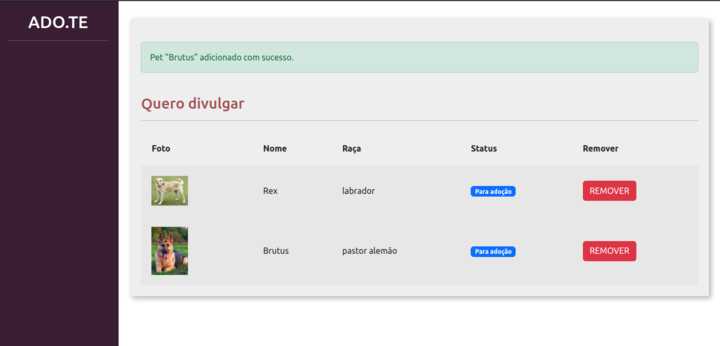 ADO.TE
Pet "Brutus" adicionado com sucesso.
Quero divulgar
Foto Nome Raça Status Remover
Rex labrador Para adoção REMOVER
Brutus pastor alemão Para adoção REMOVER